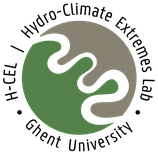 H-CEL | Hydro-Climate Extremes Lab
• Ghent University •